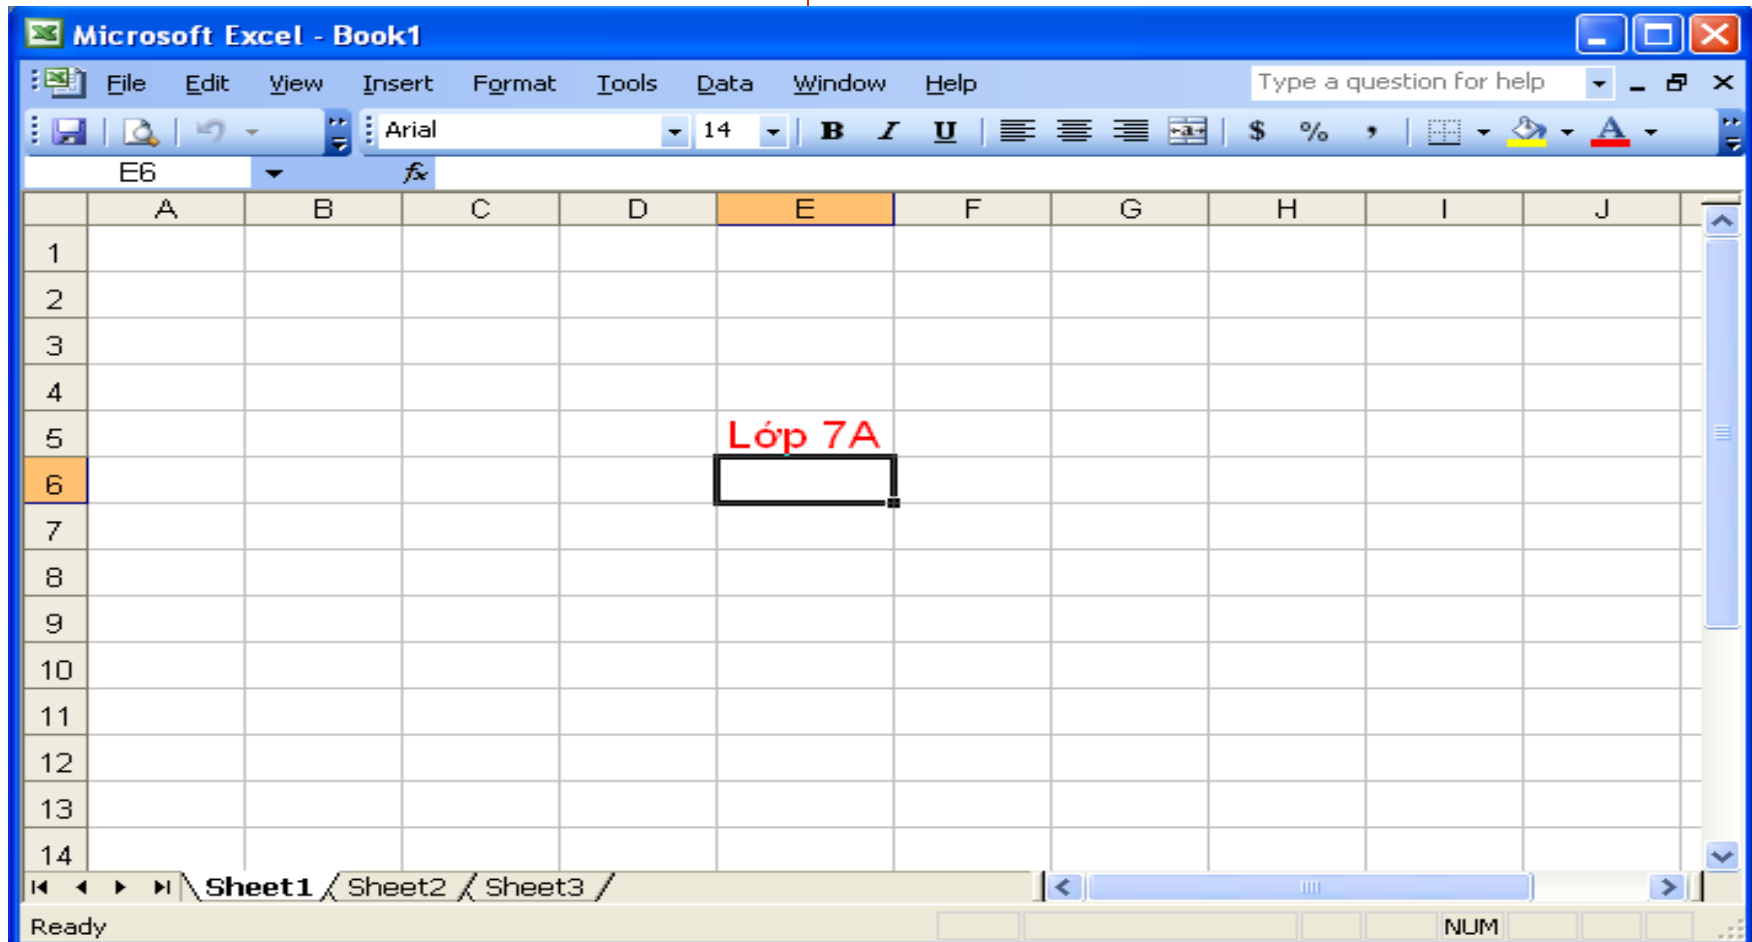 Microsoft Excel - Book1
File Edit View Insert Format Tools Data Window Help Type a question for help
Arial 14 B I U $ % ,
E6 fx
A B C D E F G H I J
1
2
3
4
5 Lớp 7A
6
7
8
9
10
11
12
13
14
Sheet1 Sheet2 Sheet3
Ready NUM